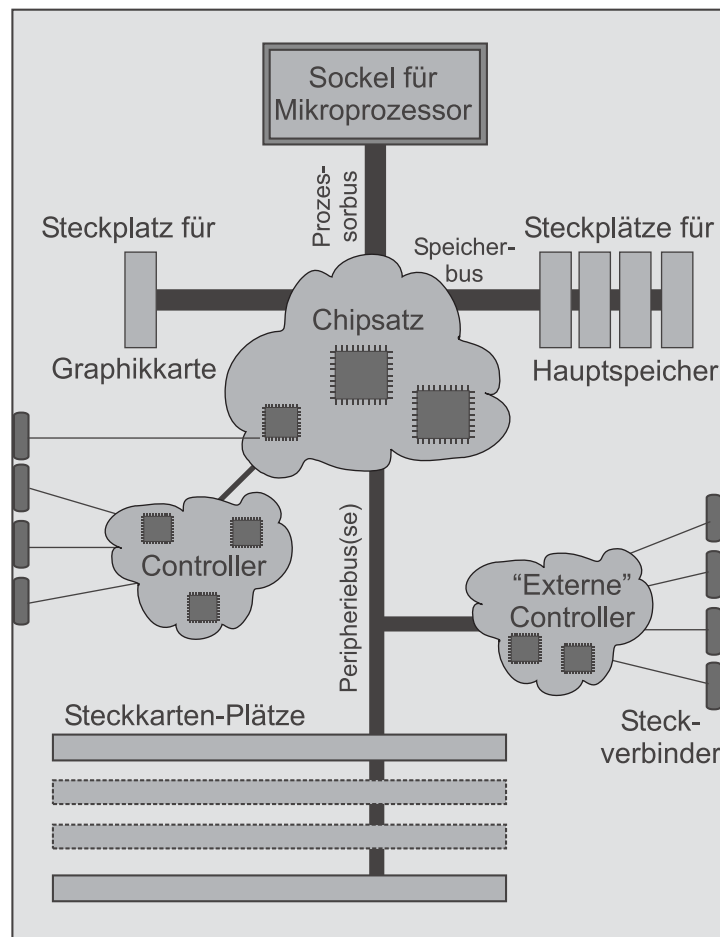 Sockel für
Mikroprozessor
Prozes-
sorbus
Steckplatz für
Speicher-
bus
Steckplätze für
Chipsatz
Graphikkarte
Hauptspeicher
Controller
Peripheriebus(se)
“Externe”
Controller
Steckkarten-Plätze
Steck-
verbinder